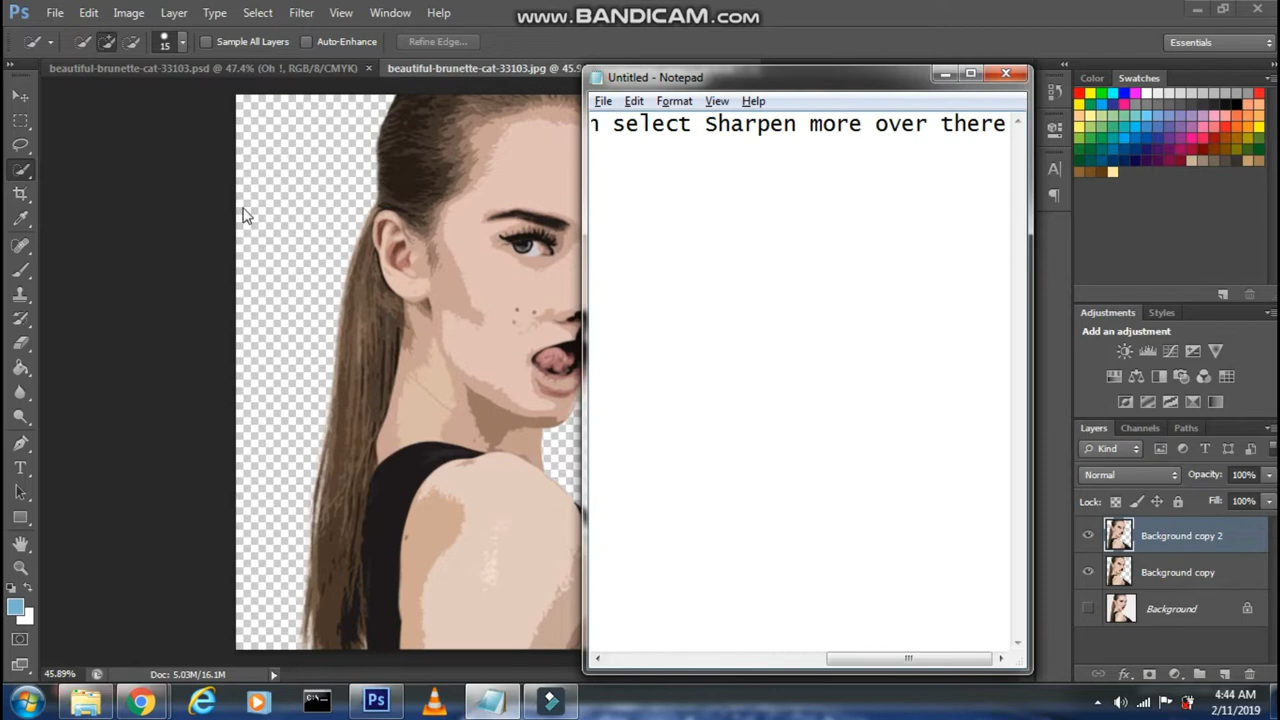 Ps File Edit Image Layer Type Select Filter View Window Help
www.BANDICAM.com
15 Sample All Layers Auto-Enhance Refine Edge... Essentials
beautiful-brunette-cat-33103.psd @ 47.4% (Oh !, RGB/8/CMYK) × beautiful-brunette-cat-33103.jpg @ 45.9
Untitled - Notepad
File Edit Format View Help
n select Sharpen more over there
Color Swatches
Adjustments Styles
Add an adjustment
Layers Channels Paths
Kind
Normal Opacity: 100%
Lock: Fill: 100%
Background copy 2
Background copy
Background
45.89% Doc: 5.03M/16.1M
Ps
4:44 AM
2/11/2019